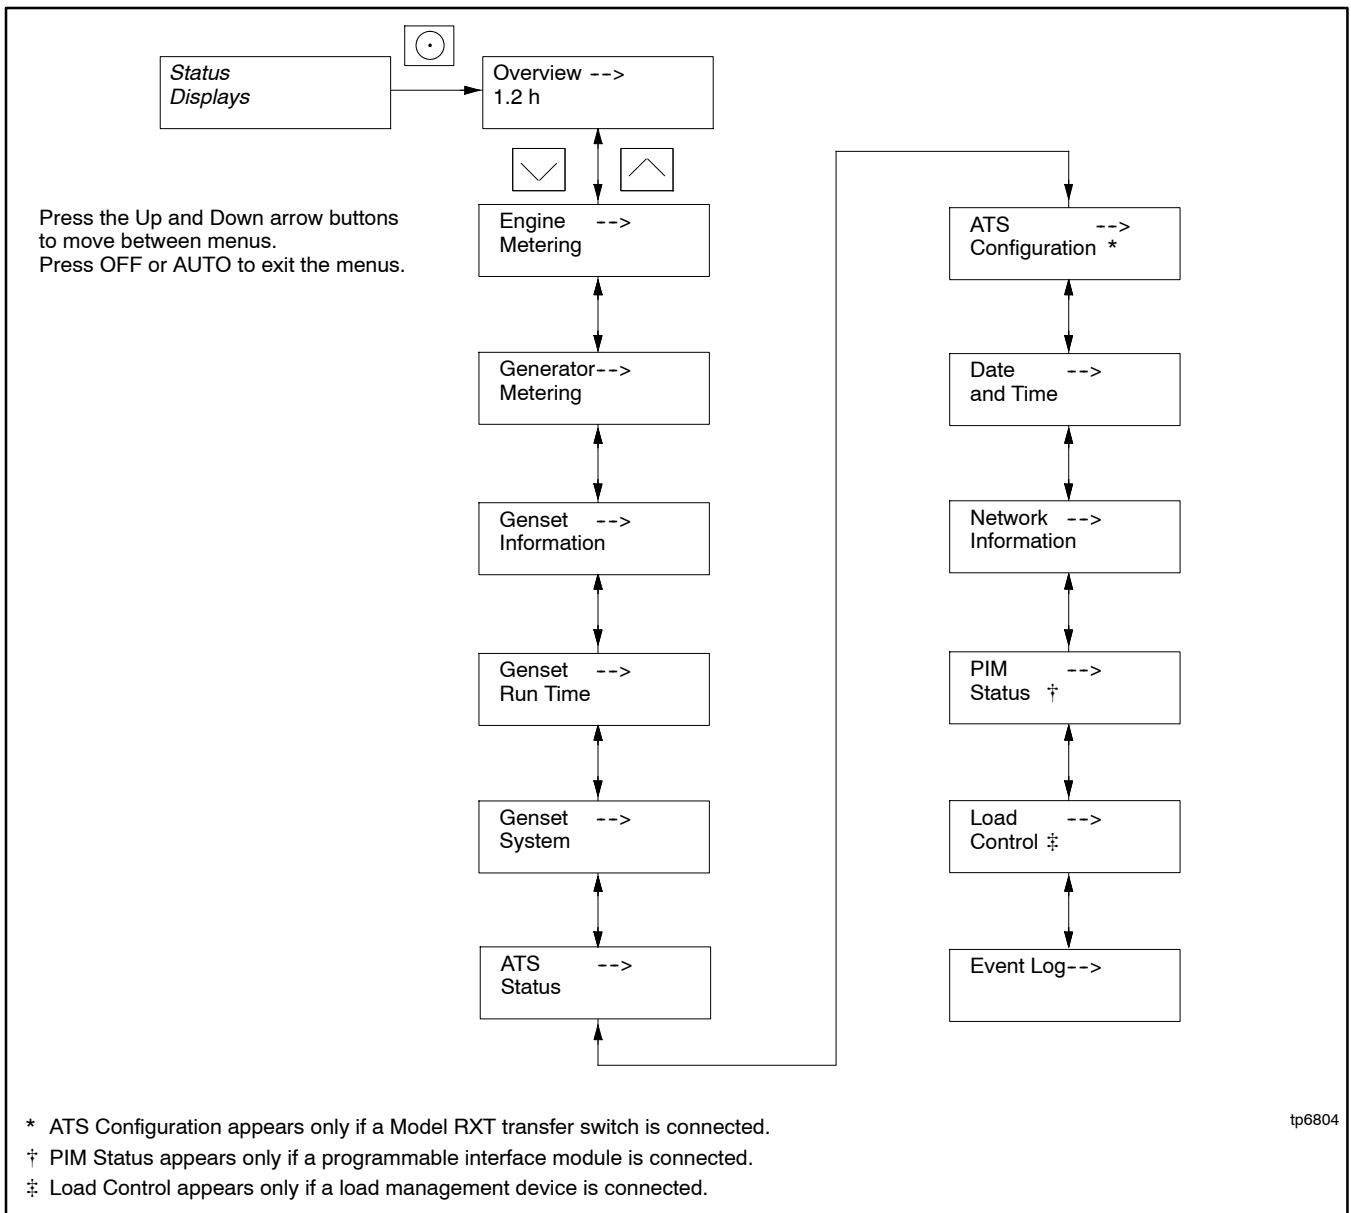 Status
Displays
Overview -->
1.2 h
Press the Up and Down arrow buttons
to move between menus.
Press OFF or AUTO to exit the menus.
Engine -->
Metering
Generator-->
Metering
Genset -->
Information
Genset -->
Run Time
Genset -->
System
ATS -->
Status
ATS -->
Configuration *
Date -->
and Time
Network -->
Information
PIM -->
Status †
Load -->
Control ‡
Event Log-->
* ATS Configuration appears only if a Model RXT transfer switch is connected.
† PIM Status appears only if a programmable interface module is connected.
‡ Load Control appears only if a load management device is connected.
tp6804